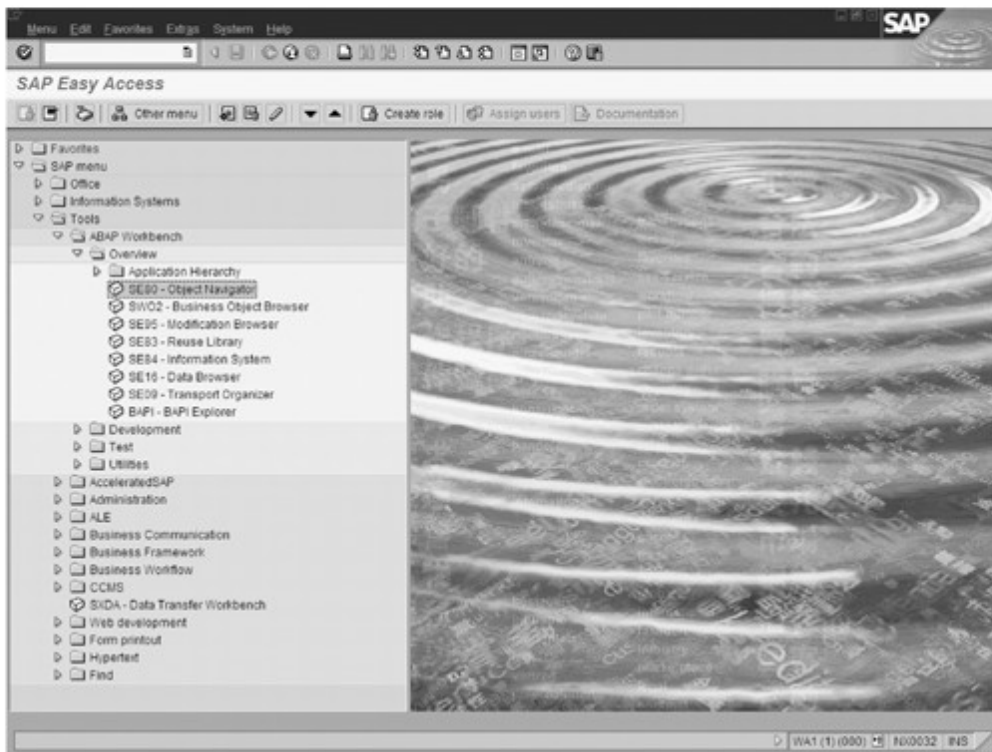 Menu Edit Favorites Extras System Help
SAP
SAP Easy Access
Other menu Create role Assign users Documentation
Favorites
SAP menu
Office
Information Systems
Tools
ABAP Workbench
Overview
Application Hierarchy
SE80 - Object Navigator
SWO2 - Business Object Browser
SE95 - Modification Browser
SE83 - Reuse Library
SE84 - Information System
SE16 - Data Browser
SE09 - Transport Organizer
BAPI - BAPI Explorer
Development
Test
Utilities
AcceleratedSAP
Administration
ALE
Business Communication
Business Framework
Business Workflow
CCMS
SXDA - Data Transfer Workbench
Web development
Form printout
Hypertext
Find
WA1 (1) (000) NX0032 INS